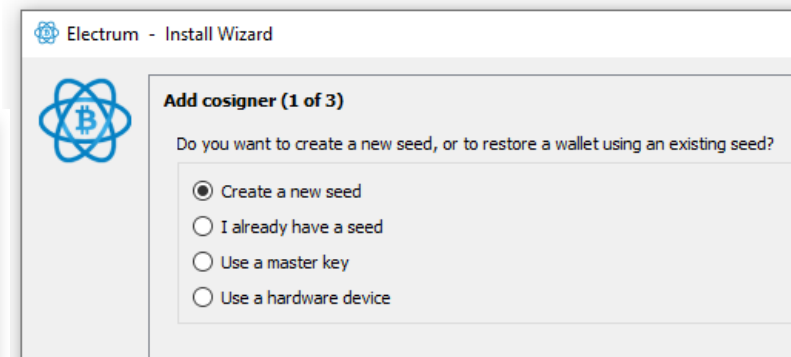 Electrum - Install Wizard
Add cosigner (1 of 3)
Do you want to create a new seed, or to restore a wallet using an existing seed?
Create a new seed
I already have a seed
Use a master key
Use a hardware device